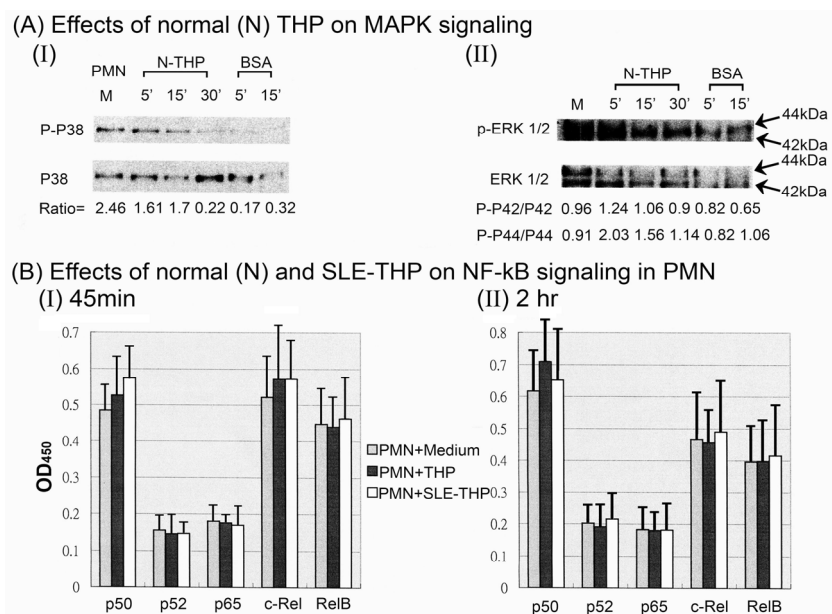 (A) Effects of normal (N) THP on MAPK signaling
(I)
PMN N-THP BSA
M 5’ 15’ 30’ 5’ 15’
P-P38
P38
Ratio= 2.46 1.61 1.7 0.22 0.17 0.32
(II)
N-THP BSA
M 5’ 15’ 30’ 5’ 15’
44kDa
p-ERK 1/2
42kDa
44kDa
ERK 1/2
42kDa
P-P42/P42 0.96 1.24 1.06 0.9 0.82 0.65
P-P44/P44 0.91 2.03 1.56 1.14 0.82 1.06
(B) Effects of normal (N) and SLE-THP on NF-kB signaling in PMN
(I) 45min
0.7
0.6
0.5
0.4
0.3
0.2
0.1
0
OD450
p50 p52 p65 c-Rel RelB
PMN+Medium
PMN+THP
PMN+SLE-THP
(II) 2 hr
0.8
0.7
0.6
0.5
0.4
0.3
0.2
0.1
0
p50 p52 p65 c-Rel RelB